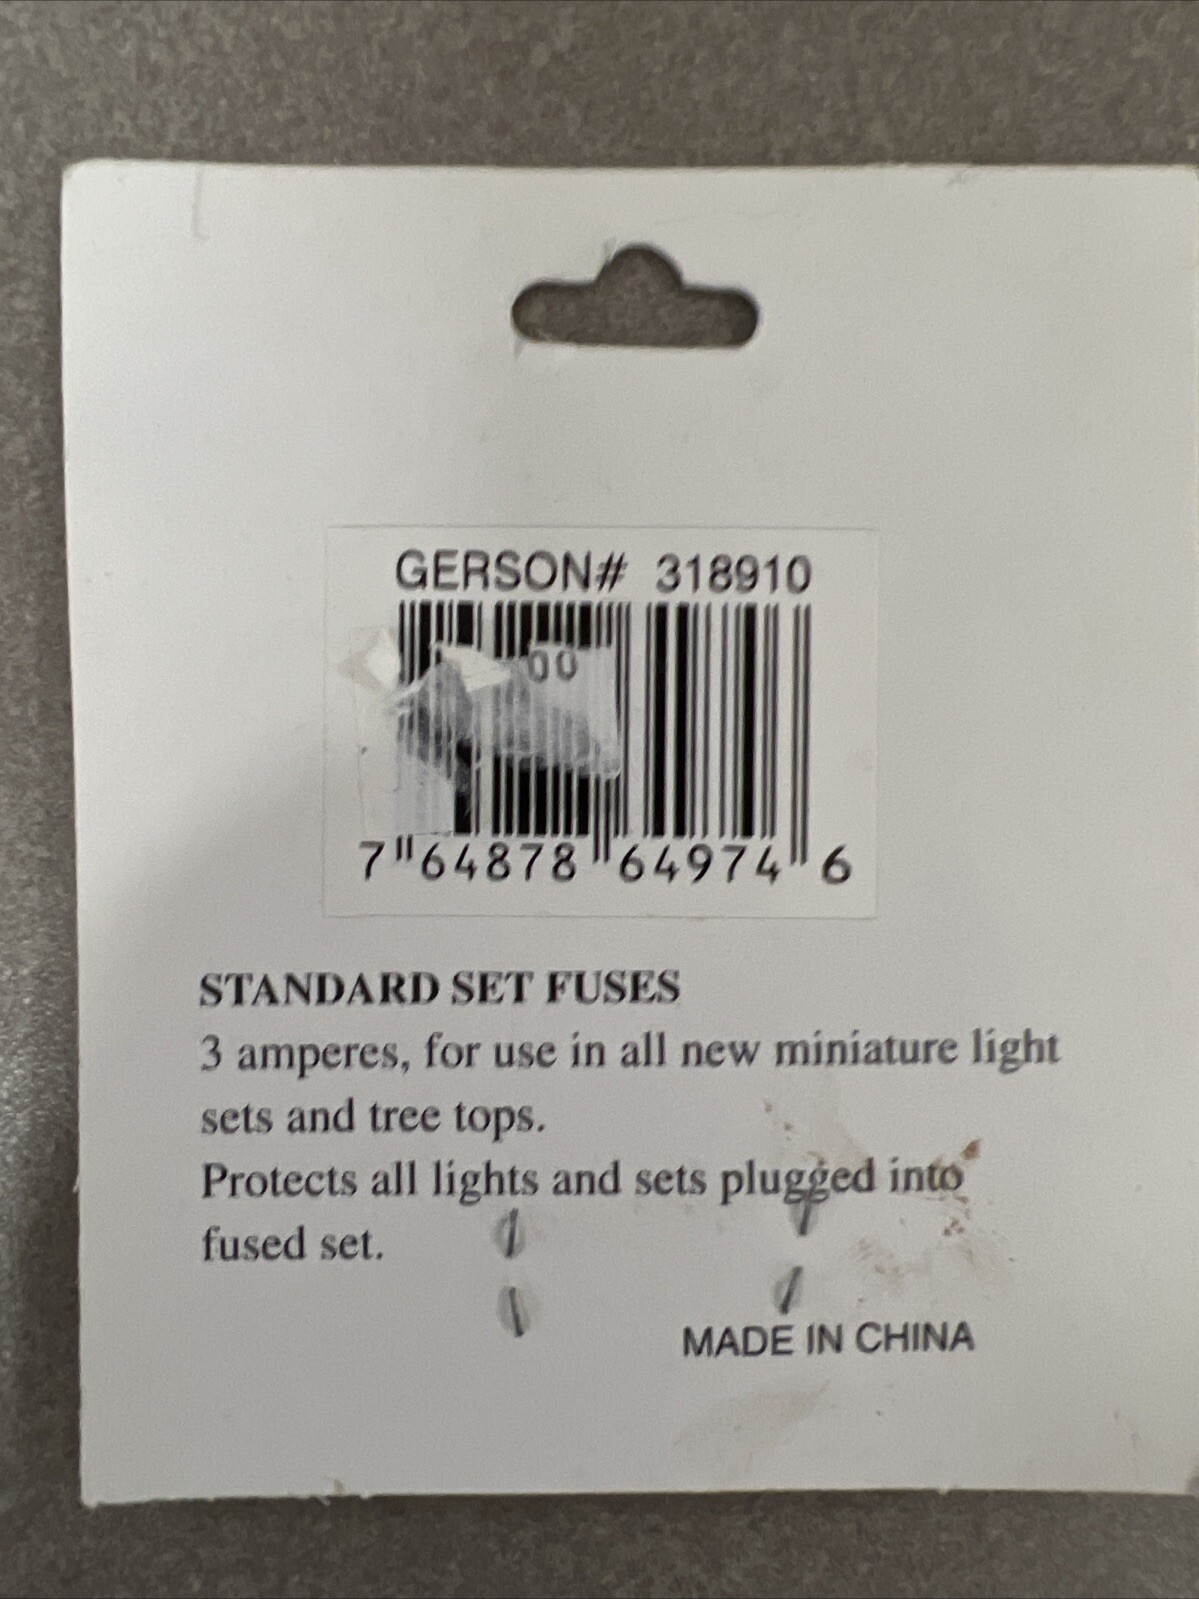 GERSON# 318910
00
7 64878 64974 6
STANDARD SET FUSES
3 amperes, for use in all new miniature light
sets and tree tops.
Protects all lights and sets plugged into
fused set.
MADE IN CHINA